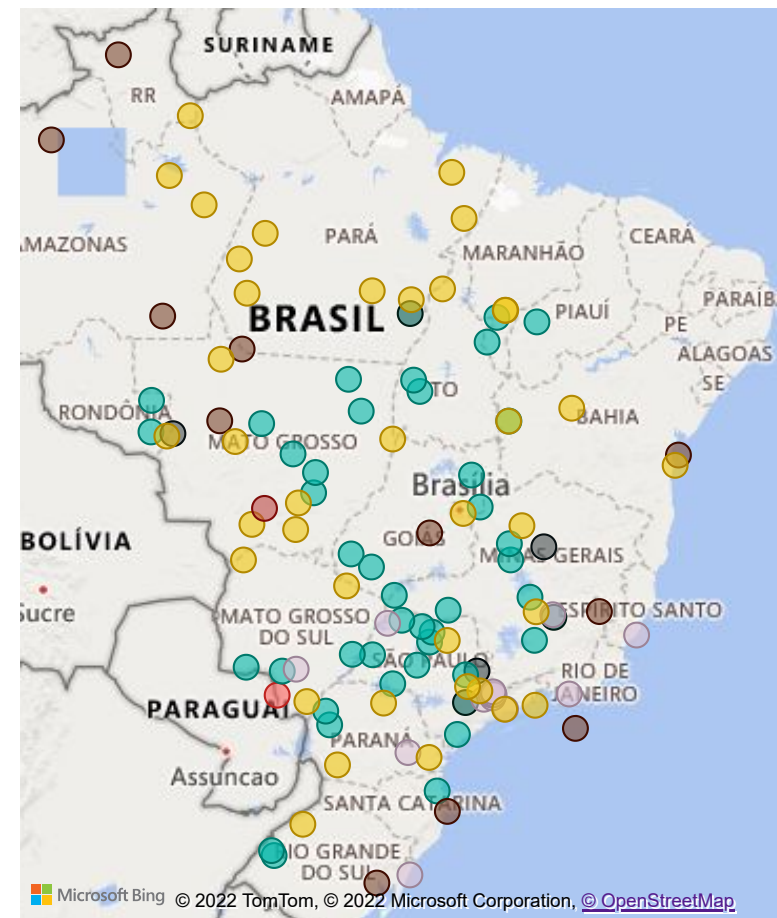 SURINAME
RR
AMAPÁ
AMAZONAS
PARÁ
MARANHÃO
CEARÁ
BRASIL
PIAUÍ
PARAÍB
PE
ALAGOAS
SE
TO
RONDÔNIA
BAHIA
MATO GROSSO
Brasília
BOLÍVIA
GOIÁS
MINAS GERAIS
Sucre
MATO GROSSO
DO SUL
ESPÍRITO SANTO
SÃO PAULO
RIO DE
JANEIRO
PARAGUAI
PARANÁ
Assuncao
SANTA CATARINA
RIO GRANDE
DO SUL
Microsoft Bing © 2022 TomTom, © 2022 Microsoft Corporation, © OpenStreetMap